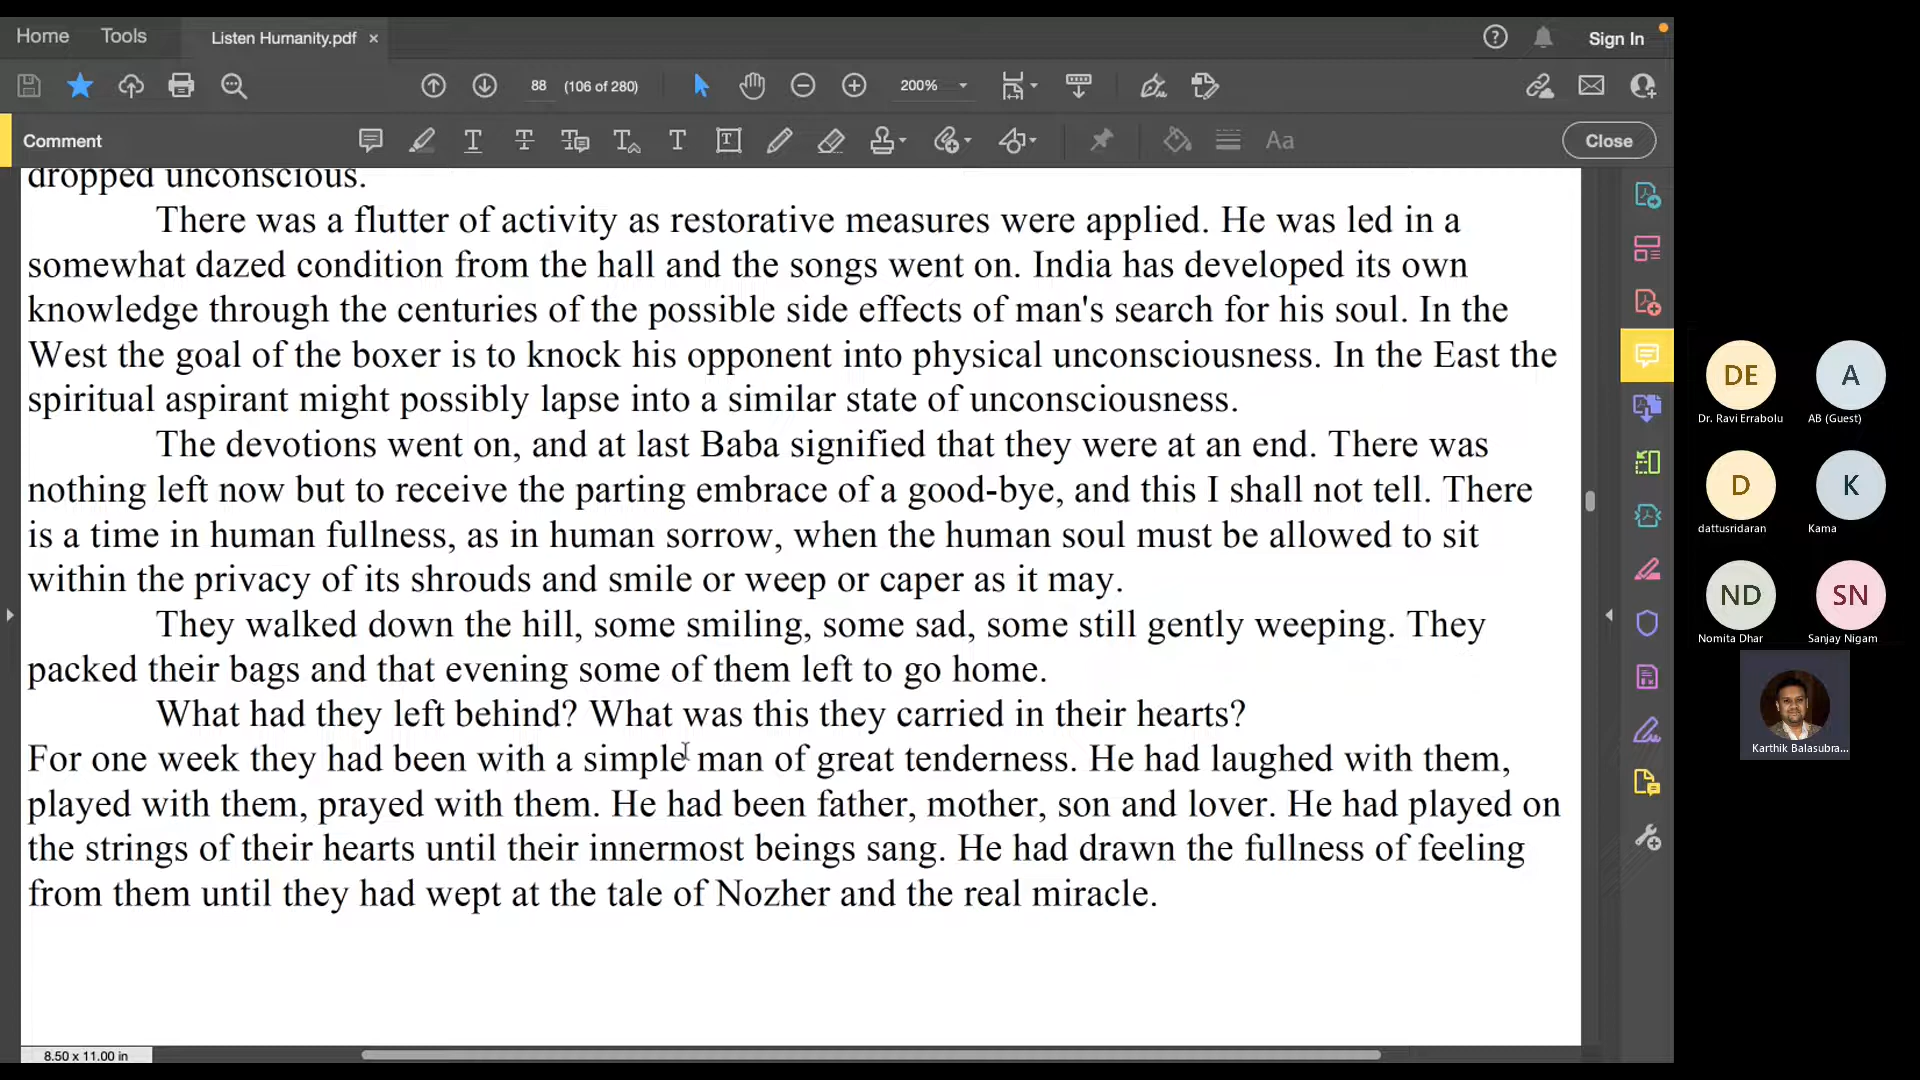 Home Tools Listen Humanity.pdf × Sign In
88 (106 of 280) 200%
Comment Aa Close
dropped unconscious.
There was a flutter of activity as restorative measures were applied. He was led in a
somewhat dazed condition from the hall and the songs went on. India has developed its own
knowledge through the centuries of the possible side effects of man's search for his soul. In the
West the goal of the boxer is to knock his opponent into physical unconsciousness. In the East the
spiritual aspirant might possibly lapse into a similar state of unconsciousness.
The devotions went on, and at last Baba signified that they were at an end. There was
nothing left now but to receive the parting embrace of a good-bye, and this I shall not tell. There
is a time in human fullness, as in human sorrow, when the human soul must be allowed to sit
within the privacy of its shrouds and smile or weep or caper as it may.
They walked down the hill, some smiling, some sad, some still gently weeping. They
packed their bags and that evening some of them left to go home.
What had they left behind? What was this they carried in their hearts?
For one week they had been with a simple man of great tenderness. He had laughed with them,
played with them, prayed with them. He had been father, mother, son and lover. He had played on
the strings of their hearts until their innermost beings sang. He had drawn the fullness of feeling
from them until they had wept at the tale of Nozher and the real miracle.
8.50 x 11.00 in
DE A
Dr. Ravi Errabolu AB (Guest)
D K
dattusridaran Kama
ND SN
Nomita Dhar Sanjay Nigam
Karthik Balasubra...